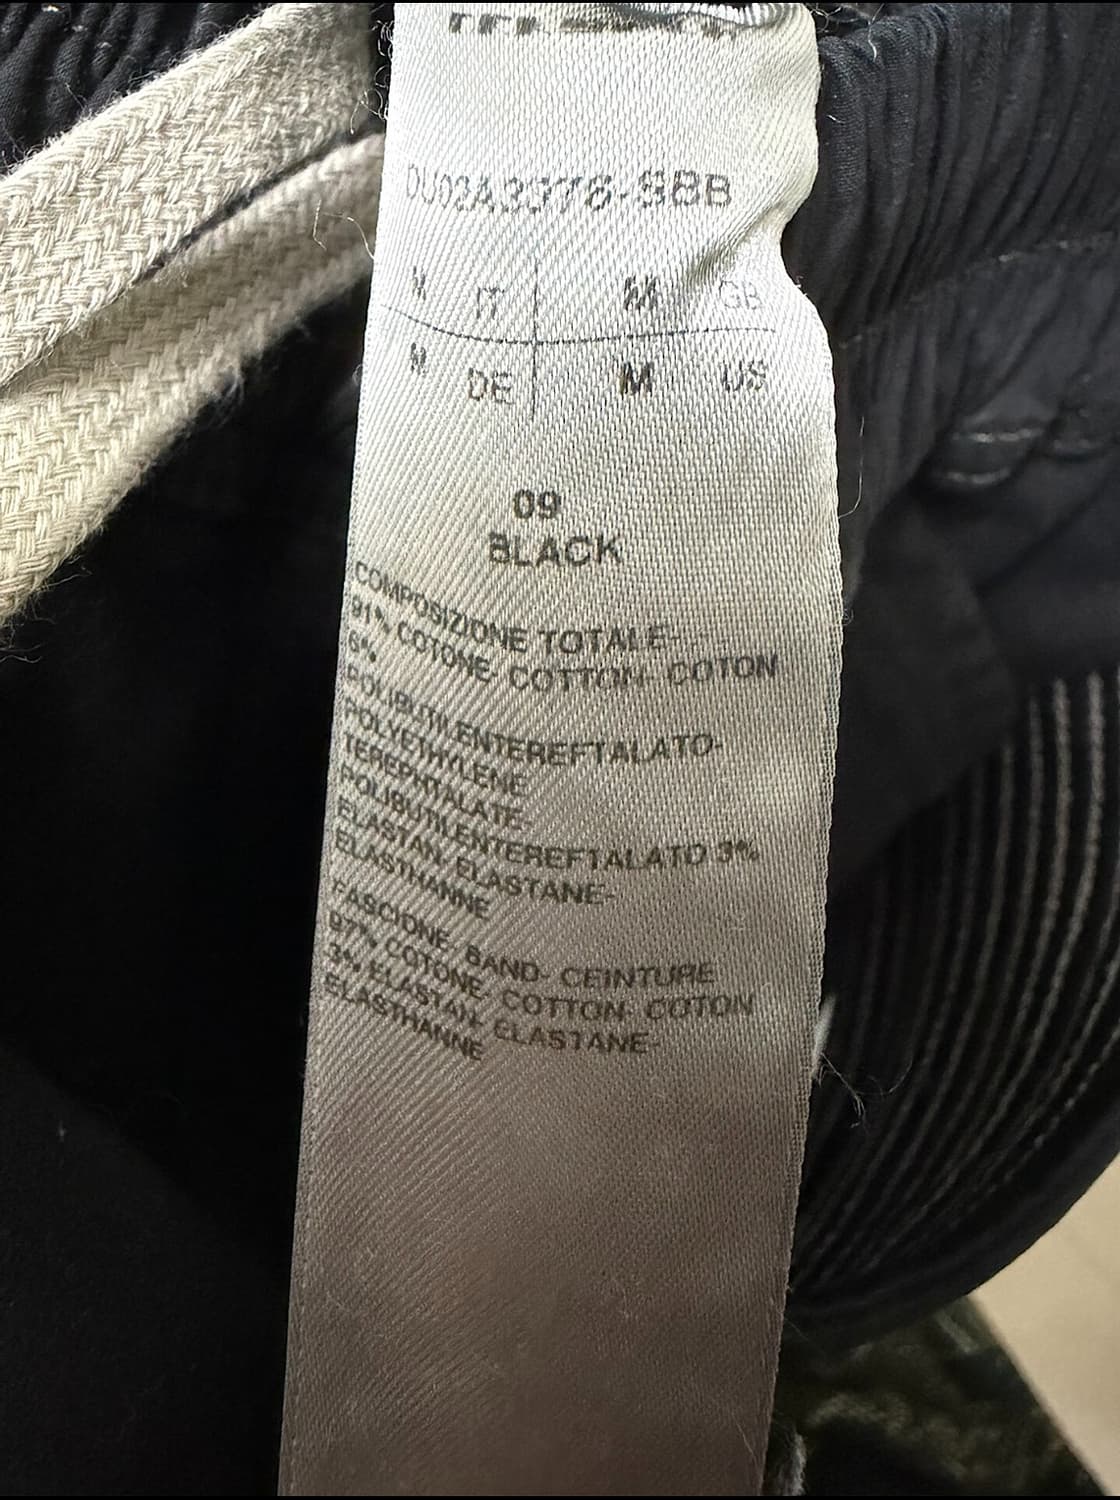 DU02A3376-SBB
M IT M GB
M DE M US
09
BLACK
COMPOSIZIONE TOTALE-
91% COTONE- COTTON- COTON
6%
POLIBUTILENTEREFTALATO-
POLYETHYLENE
TEREPHTALATE-
POLIBUTILENTEREFTALATO 3%
ELASTAN- ELASTANE-
ELASTHANNE
FASCIONE- BAND- CEINTURE
97% COTONE- COTTON- COTON
3% ELASTAN- ELASTANE-
ELASTHANNE